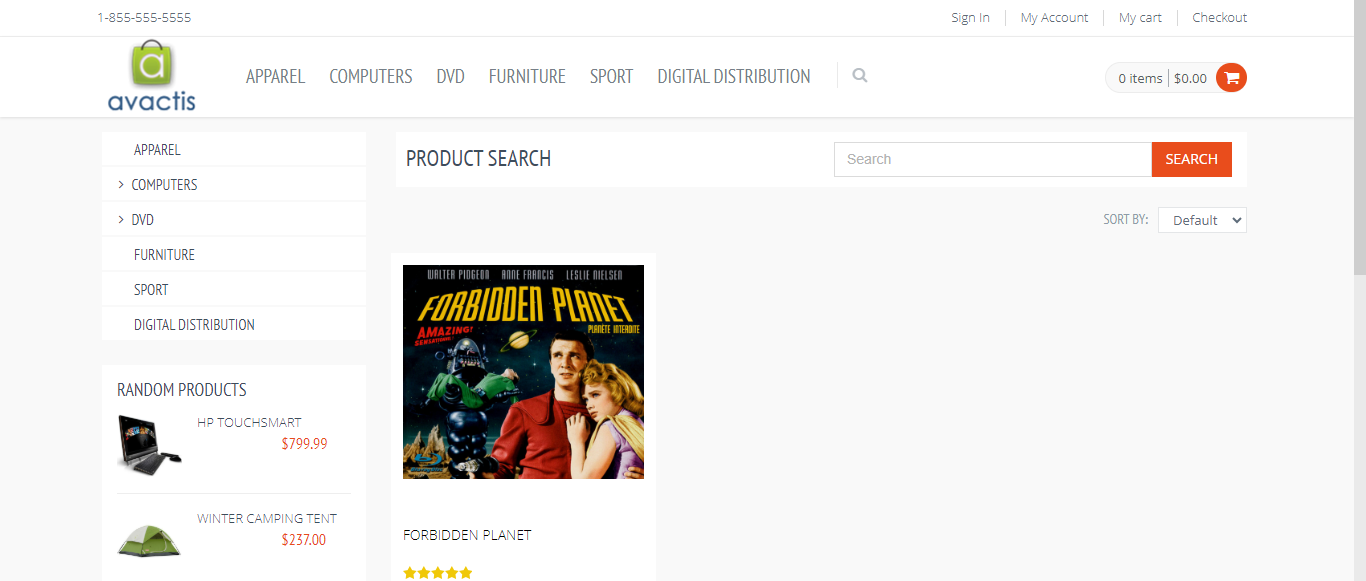 1-855-555-5555
Sign In
My Account
My cart
Checkout
a
avactis
APPAREL
COMPUTERS
DVD
FURNITURE
SPORT
DIGITAL DISTRIBUTION
0 items
$0.00
APPAREL
COMPUTERS
DVD
FURNITURE
SPORT
DIGITAL DISTRIBUTION
RANDOM PRODUCTS
HP TOUCHSMART
$799.99
WINTER CAMPING TENT
$237.00
PRODUCT SEARCH
Search
SEARCH
SORT BY:
Default
WALTER PIDGEON ANNE FRANCIS LESLIE NIELSEN
FORBIDDEN PLANET
AMAZING!
PLANETE INTERDITE
FORBIDDEN PLANET